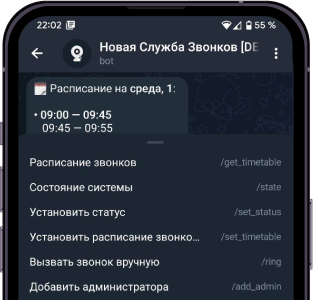 22:02 55 %
Новая Служба Звонков [DE
bot
Расписание на среда, 1:
• 09:00 — 09:45
09:45 — 09:55
Расписание звонков /get_timetable
Состояние системы /state
Установить статус /set_status
Установить расписание звонко... /set_timetable
Вызвать звонок вручную /ring
Добавить администратора /add_admin